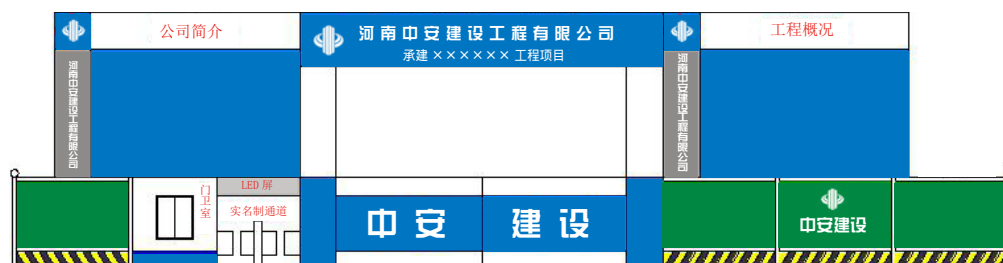 公司简介
河南中安建设工程有限公司
承建××××××工程项目
工程概况
河南中安建设工程有限公司
河南中安建设工程有限公司
门卫室
LED 屏
实名制通道
中安
建设
中安建设